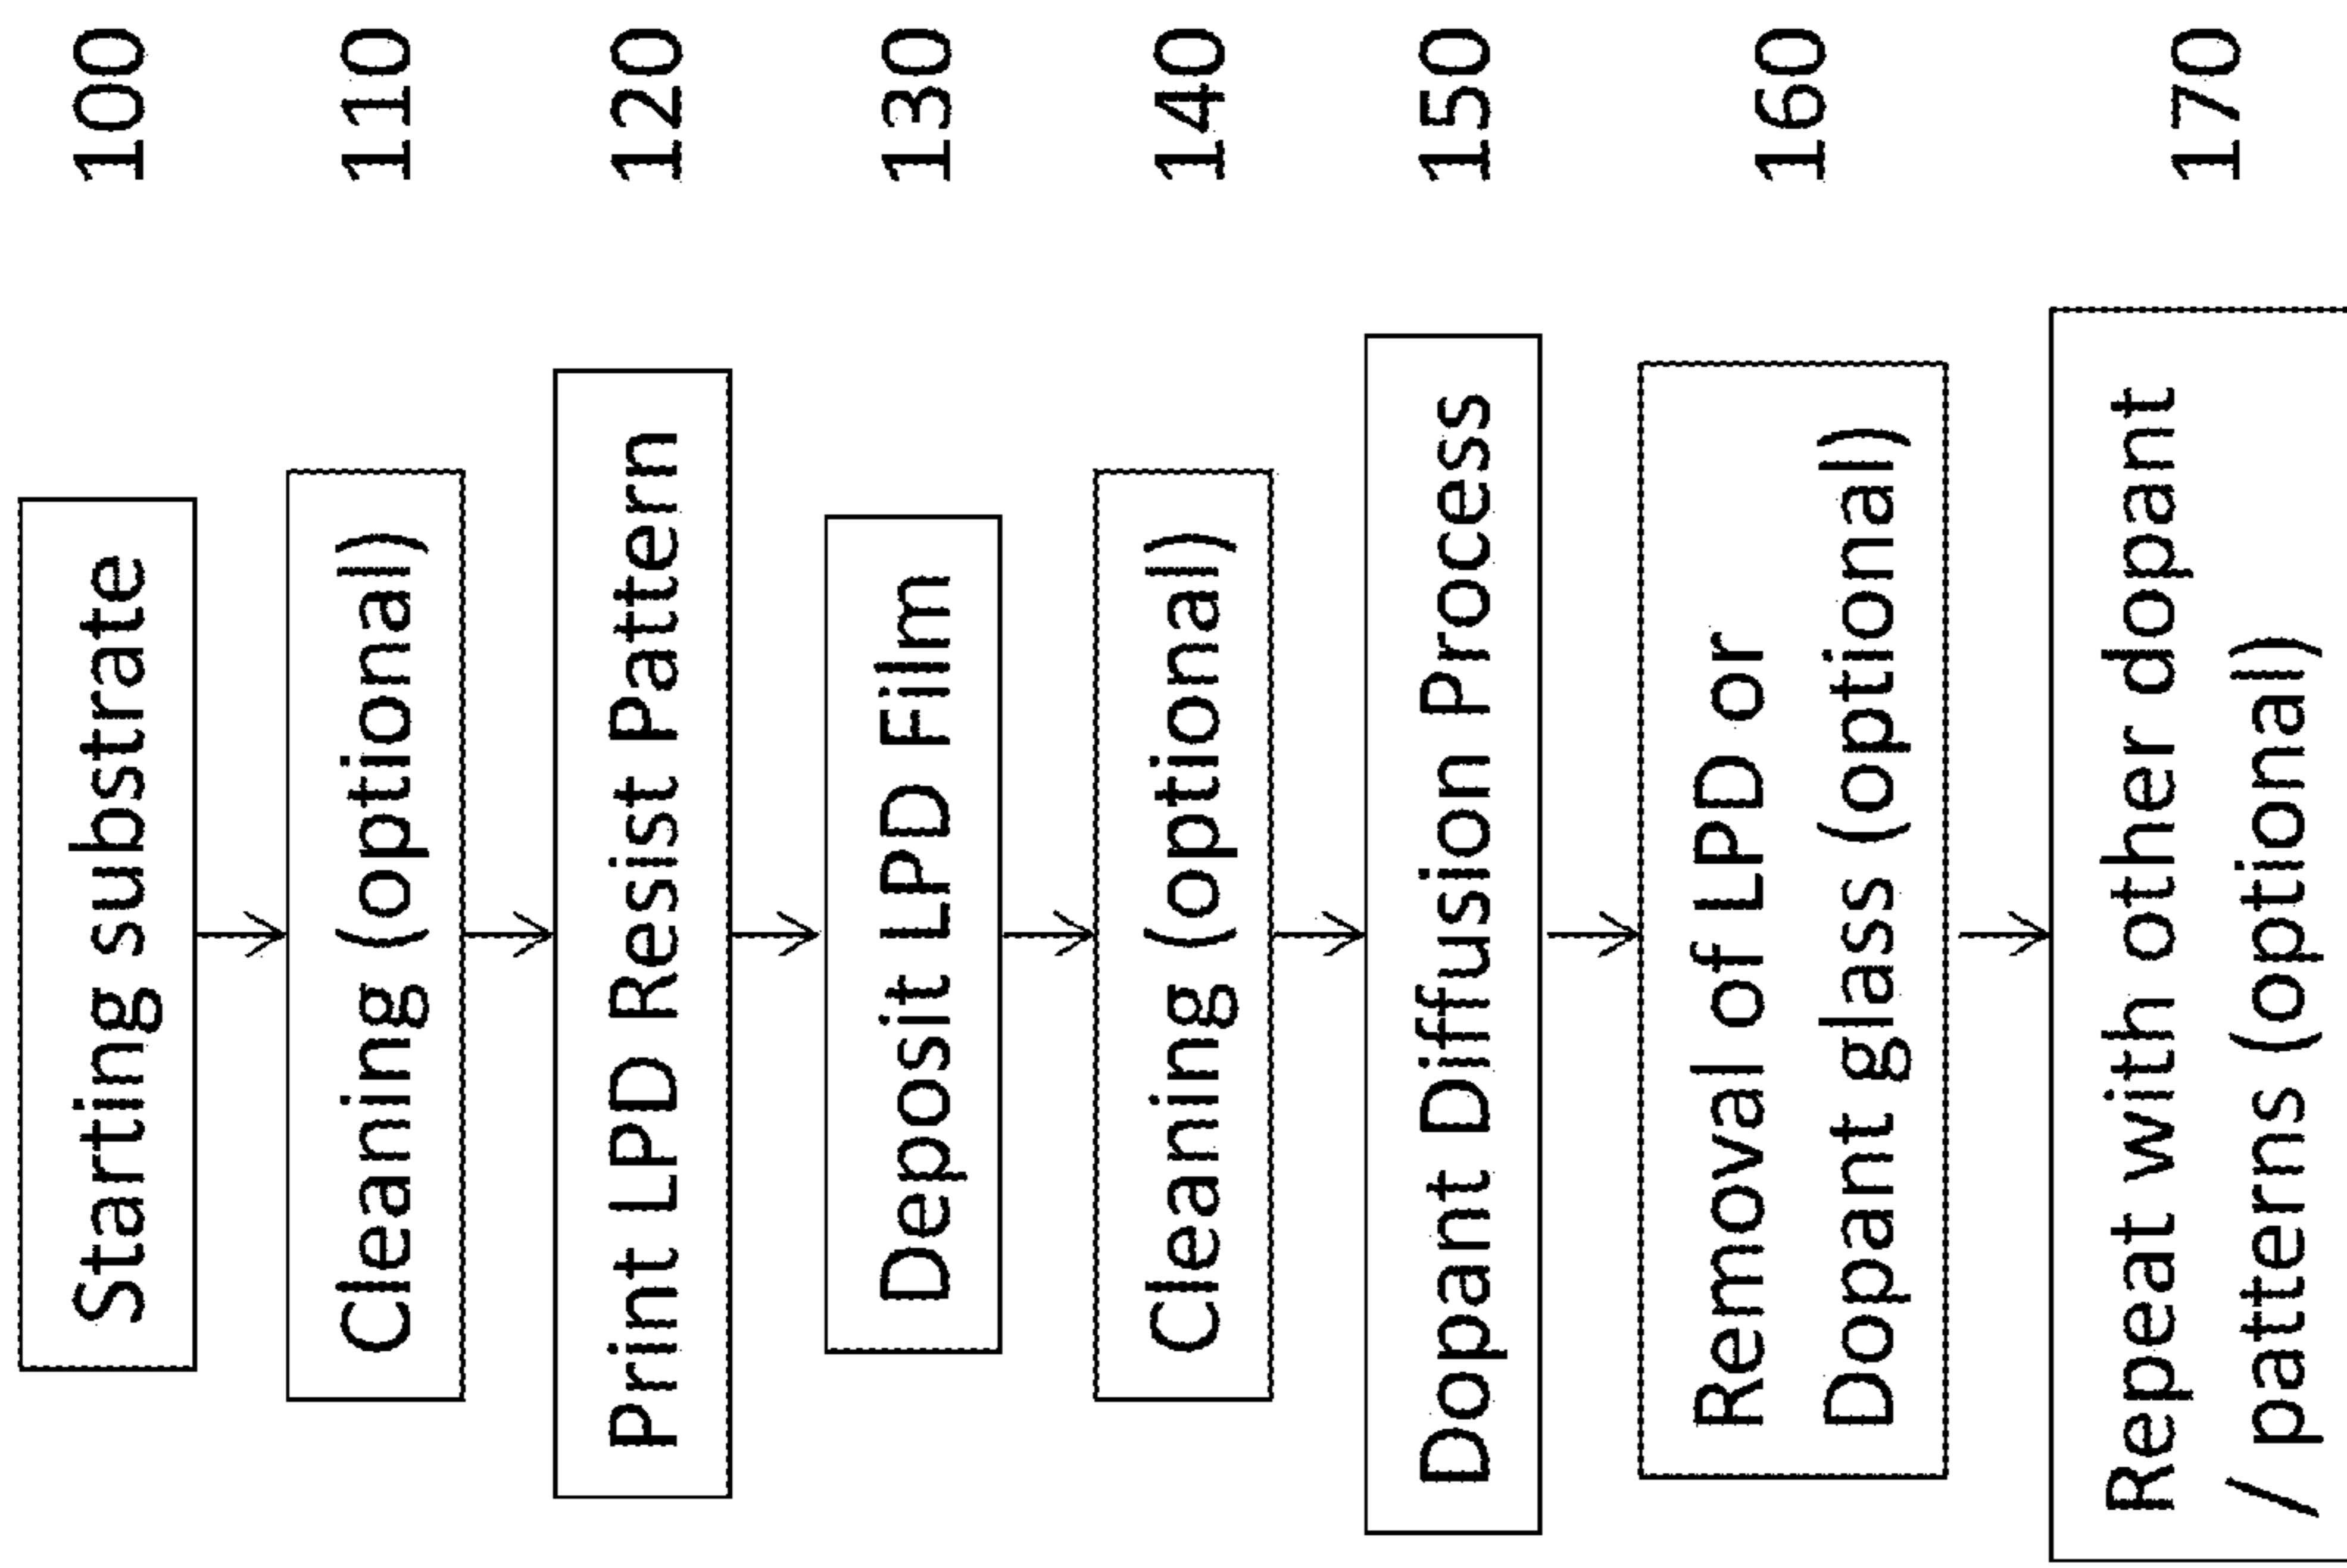 Starting substrate 100
Cleaning (optional) 110
Print LPD Resist Pattern 120
Deposit LPD Film 130
Cleaning (optional) 140
Dopant Diffusion Process 150
Removal of LPD or
Dopant glass (optional) 160
Repeat with other dopant
/ patterns (optional) 170